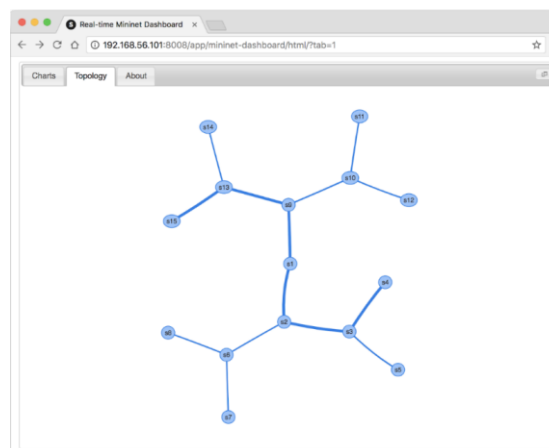 Real-time Mininet Dashboard
192.168.56.101:8008/app/mininet-dashboard/html/?tab=1
Charts Topology About
s11
s14
s10
s13
s12
s9
s15
s1
s4
s2
s3
s8
s6
s5
s7